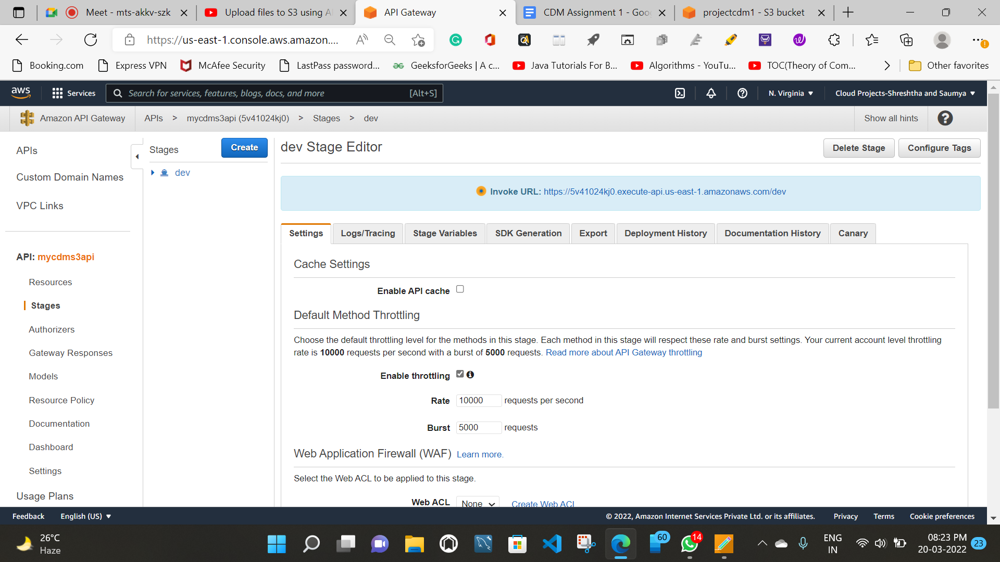 Meet - mts-akkv-szk
Upload files to S3 using A
API Gateway
CDM Assignment 1 - Goo
projectcdm1 - S3 bucket
https://us-east-1.console.aws.amazon....
Booking.com
Express VPN
McAfee Security
LastPass password...
GeeksforGeeks | A c...
Java Tutorials For B...
Algorithms - YouTu...
TOC(Theory of Com...
Other favorites
aws
Services
Search for services, features, blogs, docs, and more
[Alt+S]
N. Virginia
Cloud Projects-Shreshtha and Saumya
Amazon API Gateway
APIs > mycdms3api (5v41024kj0) > Stages > dev
Show all hints
APIs
Custom Domain Names
VPC Links
API: mycdms3api
Resources
Stages
Authorizers
Gateway Responses
Models
Resource Policy
Documentation
Dashboard
Settings
Usage Plans
Stages
Create
dev
dev Stage Editor
Delete Stage
Configure Tags
Invoke URL: https://5v41024kj0.execute-api.us-east-1.amazonaws.com/dev
Settings
Logs/Tracing
Stage Variables
SDK Generation
Export
Deployment History
Documentation History
Canary
Cache Settings
Enable API cache
Default Method Throttling
Choose the default throttling level for the methods in this stage. Each method in this stage will respect these rate and burst settings. Your current account level throttling
rate is 10000 requests per second with a burst of 5000 requests. Read more about API Gateway throttling
Enable throttling
Rate 10000 requests per second
Burst 5000 requests
Web Application Firewall (WAF) Learn more.
Select the Web ACL to be applied to this stage.
Web ACL None Create Web ACL
Feedback
English (US)
© 2022, Amazon Internet Services Private Ltd. or its affiliates.
Privacy
Terms
Cookie preferences
26°C
Haze
60
14
ENG
IN
08:23 PM
20-03-2022
23